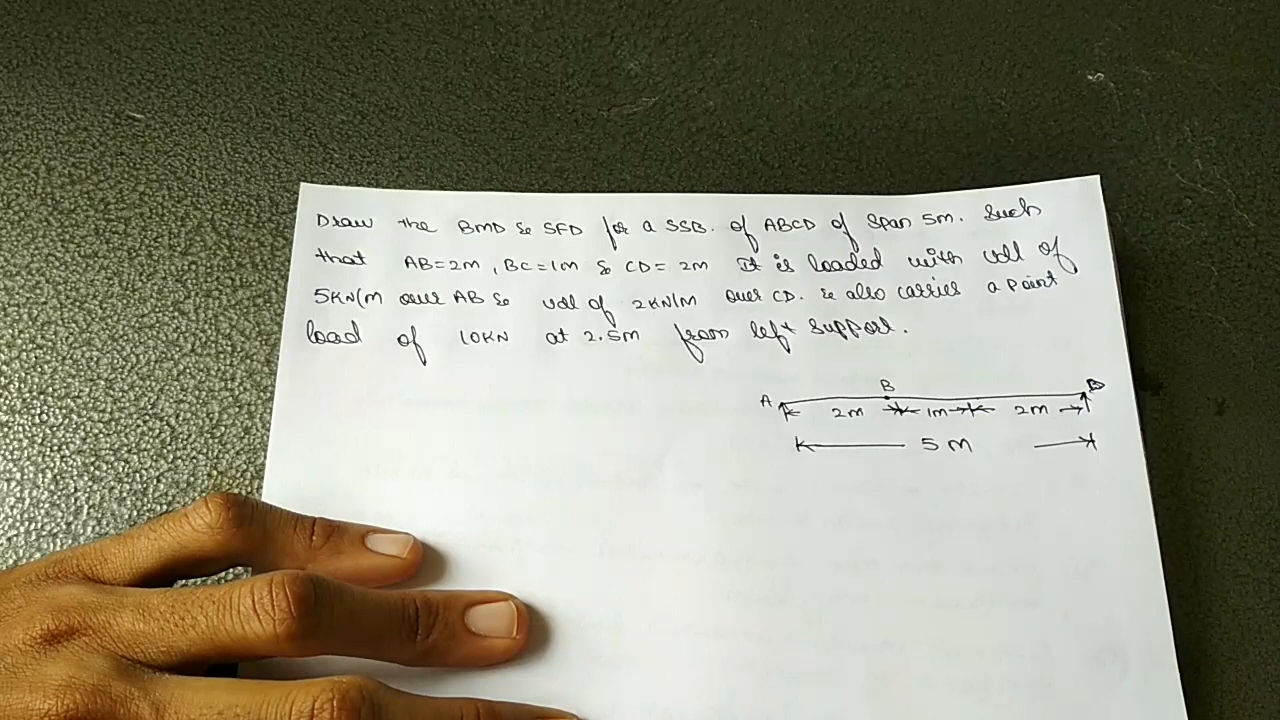 Draw the BMD & SFD for a SSB. of ABCD of Span 5m. Such
that AB=2m, BC=1m & CD= 2m It is loaded with udl of
5KN/m over AB & udl of 2KN/m over CD. & also carries a point
load of 10KN at 2.5m from left support.
A B D
2m 1m 2m
5 m